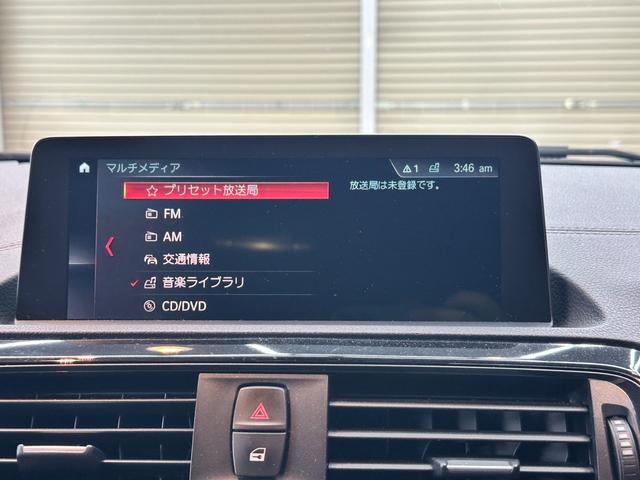 マルチメディア
1 3:46 am
プリセット放送局
放送局は未登録です。
FM
AM
交通情報
音楽ライブラリ
CD/DVD